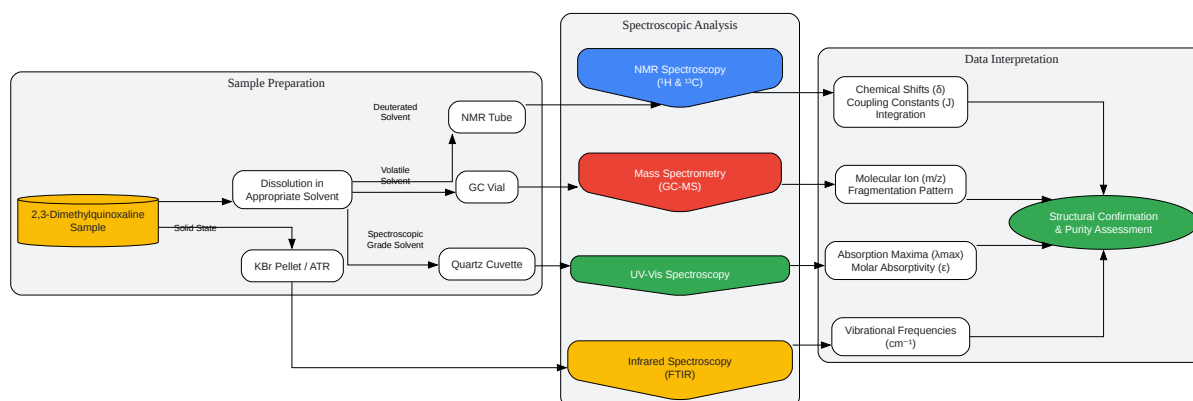 Spectroscopic Analysis
NMR Spectroscopy
(¹H & ¹³C)
Mass Spectrometry
(GC-MS)
UV-Vis Spectroscopy
Infrared Spectroscopy
(FTIR)
Sample Preparation
2,3-Dimethylquinoxaline
Sample
Solid State
Dissolution in
Appropriate Solvent
KBr Pellet / ATR
Deuterated
Solvent
Volatile
Solvent
Spectroscopic
Grade Solvent
NMR Tube
GC Vial
Quartz Cuvette
Data Interpretation
Chemical Shifts (δ)
Coupling Constants (J)
Integration
Molecular Ion (m/z)
Fragmentation Pattern
Absorption Maxima (λmax)
Molar Absorptivity (ε)
Vibrational Frequencies
(cm⁻¹)
Structural Confirmation
& Purity Assessment